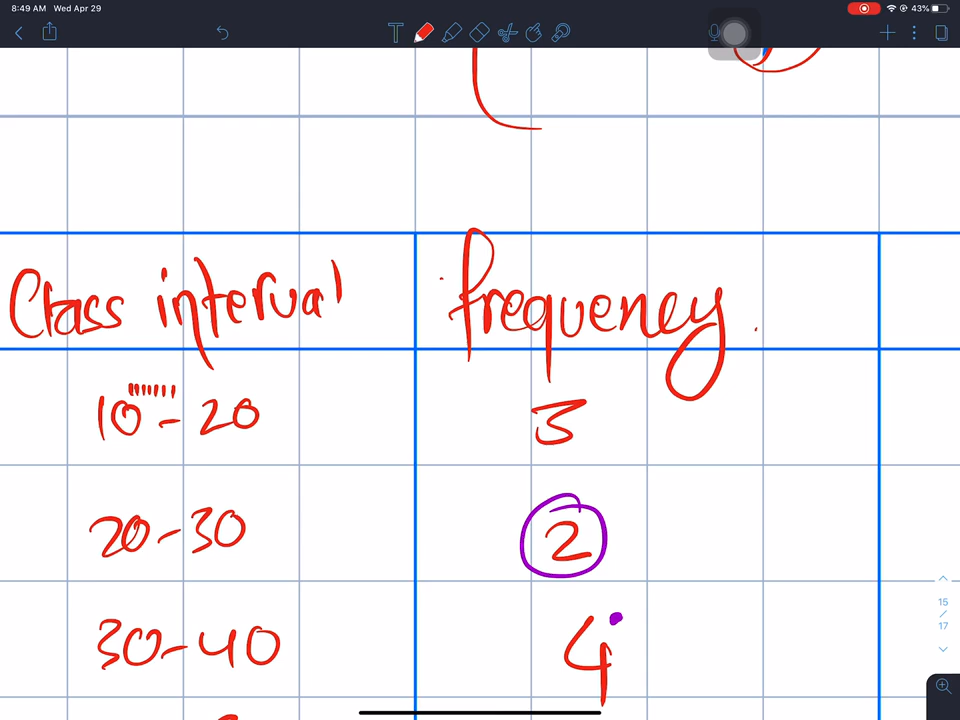 8:49 AM Wed Apr 29
43%
T
Class interval frequency.
10-20 3
20-30 2
30-40 4
15
/
17